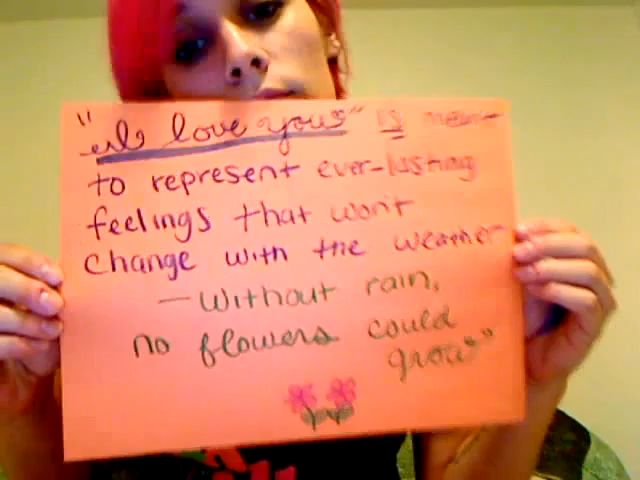 "I love you" is meant
to represent ever-lasting
feelings that won't
change with the weather
—Without rain,
no flowers could
grow"